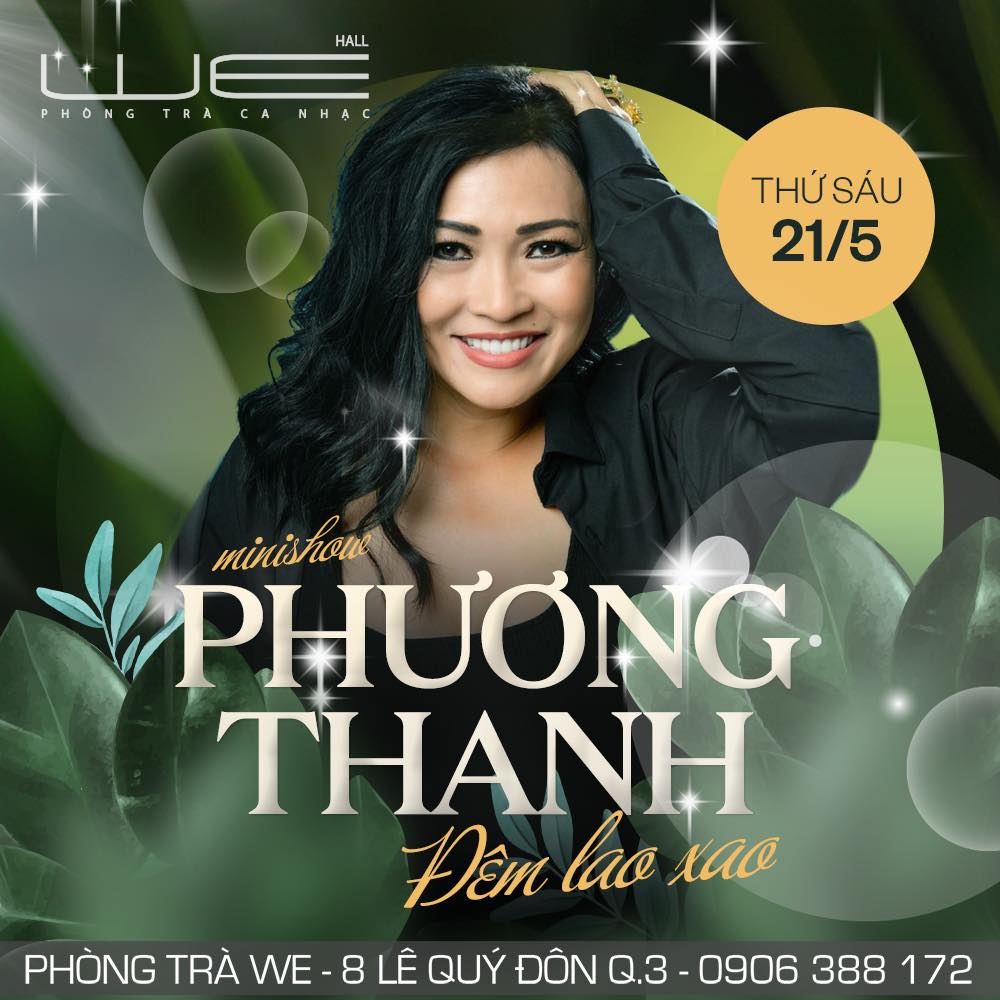 HALL
WE
PHÒNG TRÀ CA NHẠC
THỨ SÁU
21/5
minishow
PHƯƠNG
THANH
Đêm lao xao
PHÒNG TRÀ WE - 8 LÊ QUÝ ĐÔN Q.3 - 0906 388 172